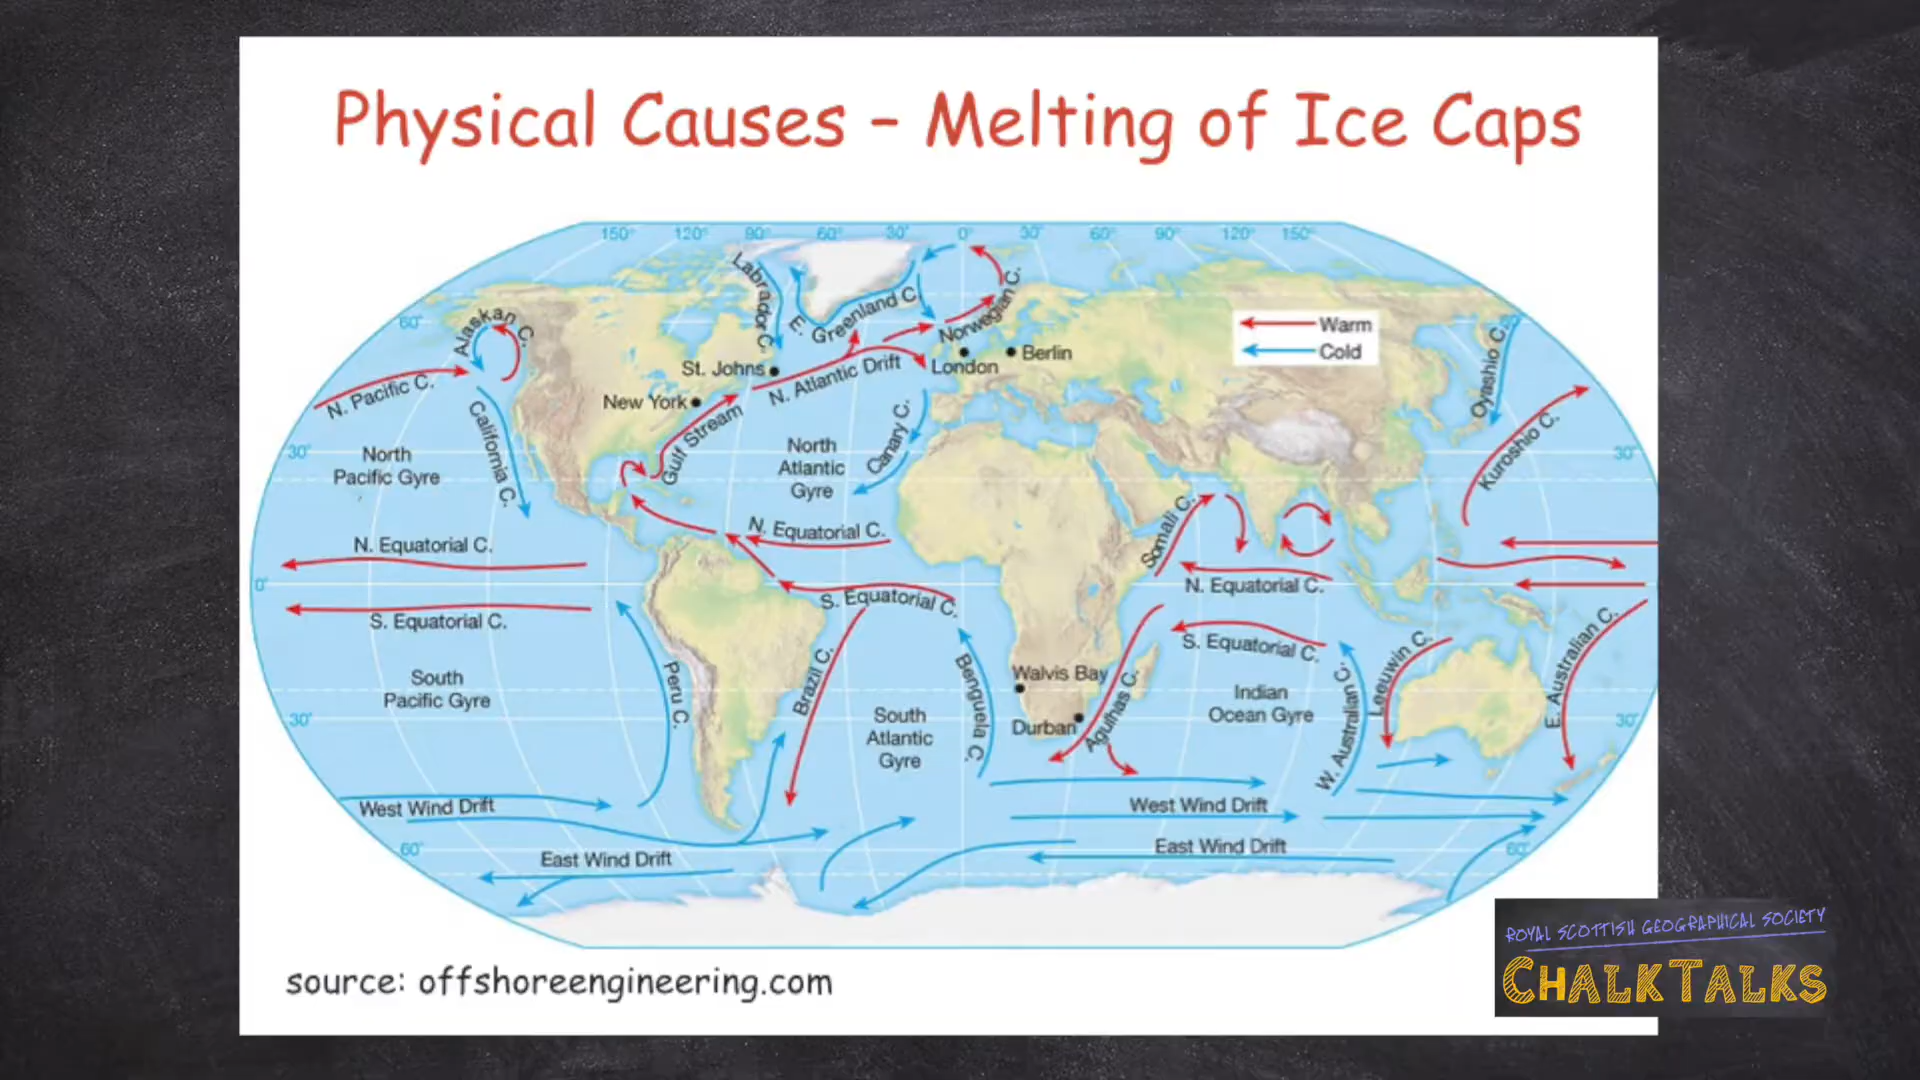 Physical Causes – Melting of Ice Caps
150°
120°
90°
60°
30°
0°
30°
60°
90°
120°
150°
Labrador C.
E. Greenland C.
Norwegian C.
60°
Alaskan C.
Warm
Cold
Oyashio C.
St. Johns
London
Berlin
N. Pacific C.
N. Atlantic Drift
New York
Gulf Stream
California C.
Canary C.
Kuroshio C.
30°
North
Pacific Gyre
North
Atlantic
Gyre
30°
N. Equatorial C.
N. Equatorial C.
Somali C.
0°
N. Equatorial C.
S. Equatorial C.
S. Equatorial C.
S. Equatorial C.
E. Australian C.
South
Pacific Gyre
Peru C.
Brazil C.
Benguela C.
Walvis Bay
Durban
Agulhas C.
Indian
Ocean Gyre
W. Australian C.
Leeuwin C.
30°
South
Atlantic
Gyre
30°
West Wind Drift
West Wind Drift
60°
East Wind Drift
East Wind Drift
60°
source: offshoreengineering.com
ROYAL SCOTTISH GEOGRAPHICAL SOCIETY
CHALKTALKS